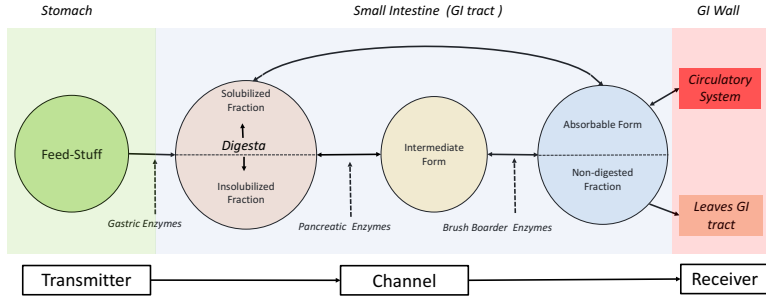 Stomach
Small Intestine (GI tract )
GI Wall
Solubilized
Fraction
Digesta
Insolubilized
Fraction
Feed-Stuff
Intermediate
Form
Absorbable Form
Non-digested
Fraction
Circulatory
System
Leaves GI
tract
Gastric Enzymes
Pancreatic Enzymes
Brush Boarder Enzymes
Transmitter
Channel
Receiver